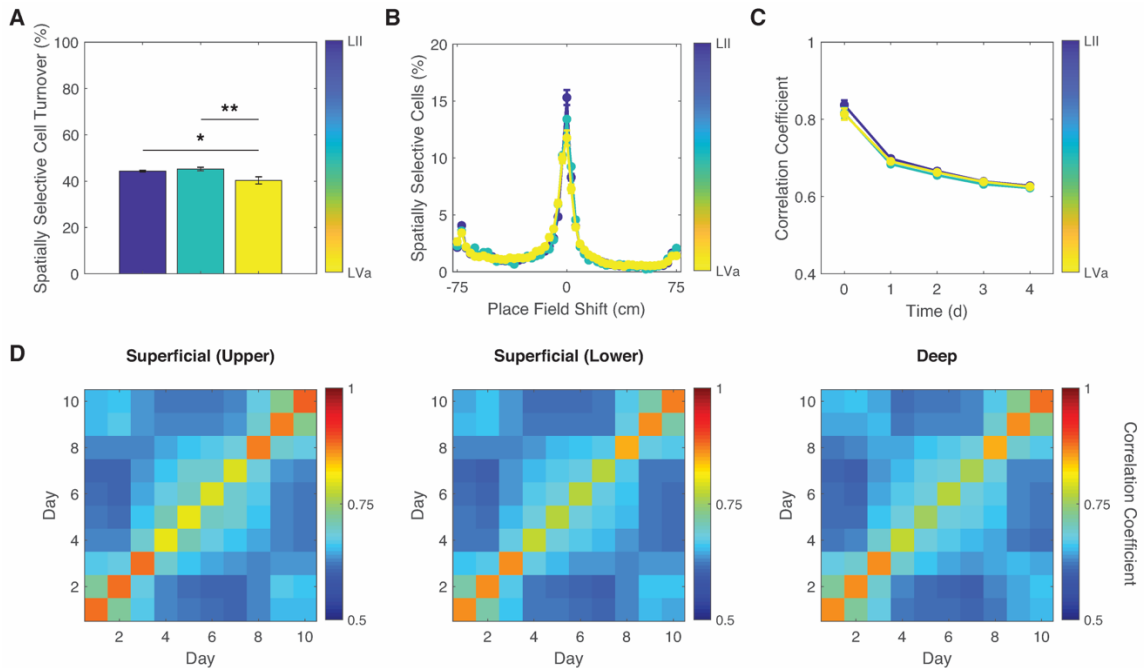 A
Spatially Selective Cell Turnover (%)
100
80
60
40
20
0
**
*
LII
LVa
B
Spatially Selective Cells (%)
20
15
10
5
0
-75
0
75
Place Field Shift (cm)
LII
LVa
C
Correlation Coefficient
1
0.8
0.6
0.4
0
1
2
3
4
Time (d)
LII
LVa
D
Superficial (Upper)
Day
10
8
6
4
2
2
4
6
8
10
Day
1
0.75
0.5
Superficial (Lower)
Day
10
8
6
4
2
2
4
6
8
10
Day
1
0.75
0.5
Deep
Day
10
8
6
4
2
2
4
6
8
10
Day
1
0.75
0.5
Correlation Coefficient